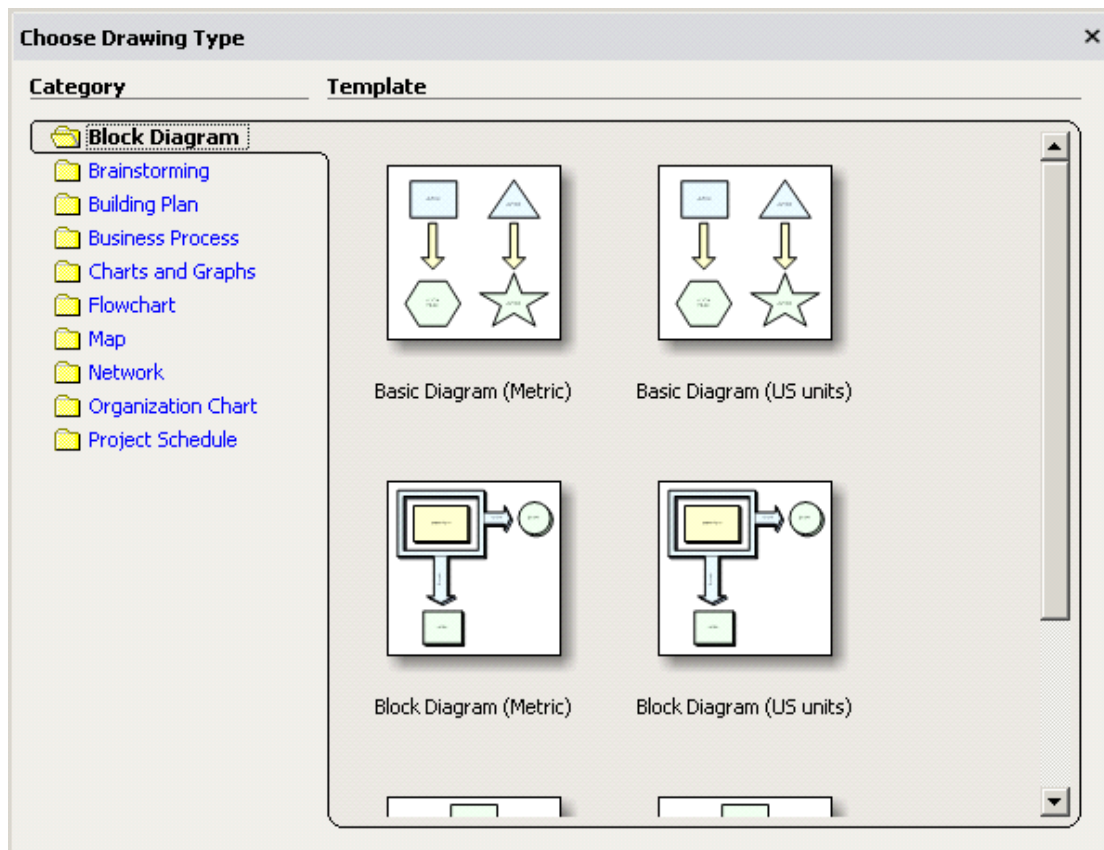 Choose Drawing Type
Category
Template
Block Diagram
Brainstorming
Building Plan
Business Process
Charts and Graphs
Flowchart
Map
Network
Organization Chart
Project Schedule
Basic Diagram (Metric)
Basic Diagram (US units)
Block Diagram (Metric)
Block Diagram (US units)